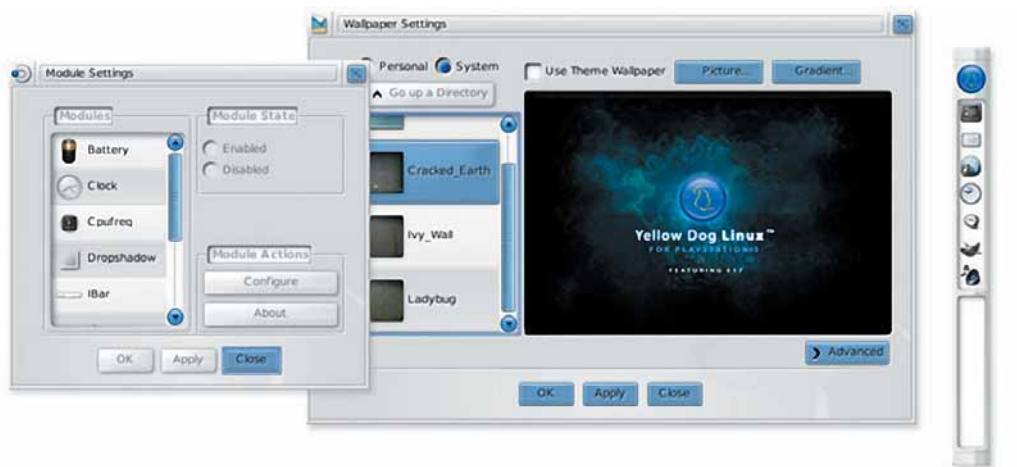 Wallpaper Settings
Personal System
Use Theme Wallpaper
Picture...
Gradient...
Go up a Directory
Cracked_Earth
Ivy_Wall
Ladybug
Yellow Dog Linux™
FOR PLAYSTATION®3
FEATURING E17
Advanced
OK Apply Close
Module Settings
Modules
Battery
Clock
Cpufreq
Dropshadow
IBar
Module State
Enabled
Disabled
Module Actions
Configure
About
OK Apply Close